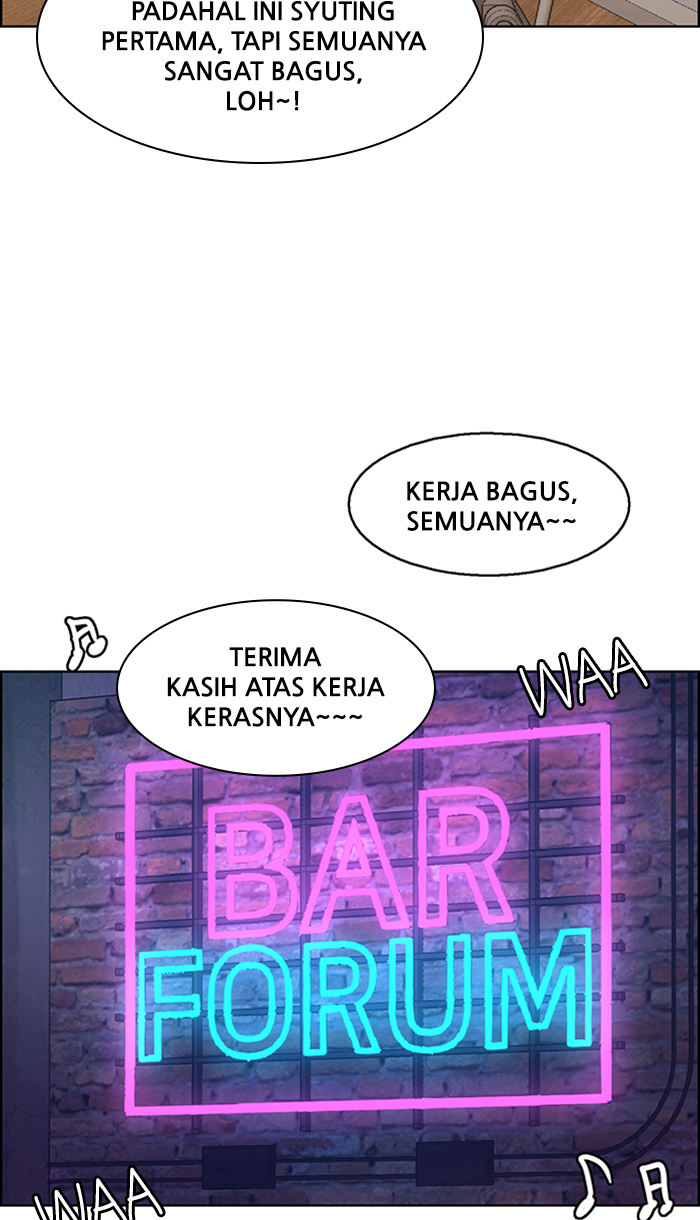 PADAHAL INI SYUTING
PERTAMA, TAPI SEMUANYA
SANGAT BAGUS,
LOH~!
KERJA BAGUS,
SEMUANYA~~
TERIMA
KASIH ATAS KERJA
KERASNYA~~~
WAA
BAR
FORUM
WAA